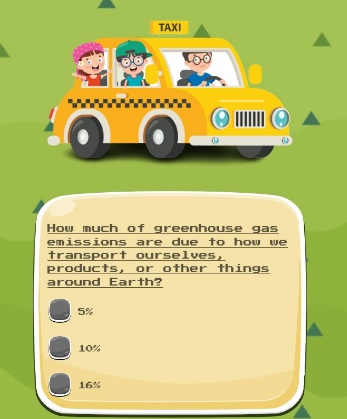 TAXI
How much of greenhouse gas
emissions are due to how we
transport ourselves,
products, or other things
around Earth?
5%
10%
16%